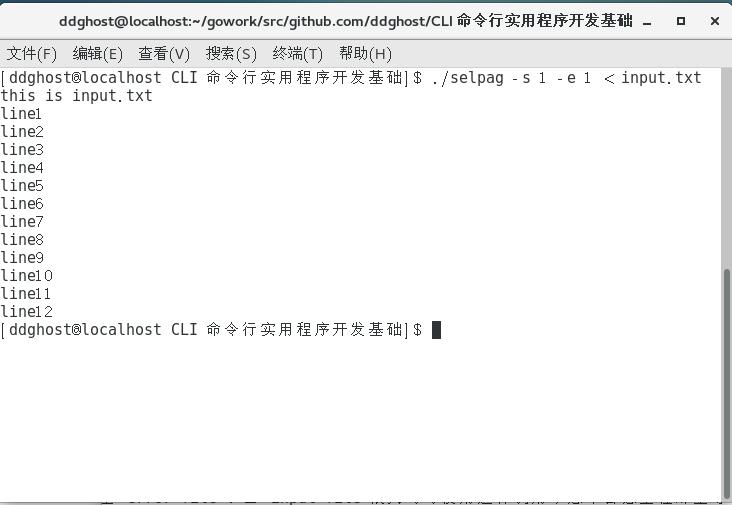 ddghost@localhost:~/gowork/src/github.com/ddghost/CLI 命令行实用程序开发基础
文件(F) 编辑(E) 查看(V) 搜索(S) 终端(T) 帮助(H)
[ddghost@localhost CLI 命令行实用程序开发基础]$ ./selpag -s 1 -e 1 < input.txt
this is input.txt
line1
line2
line3
line4
line5
line6
line7
line8
line9
line10
line11
line12
[ddghost@localhost CLI 命令行实用程序开发基础]$